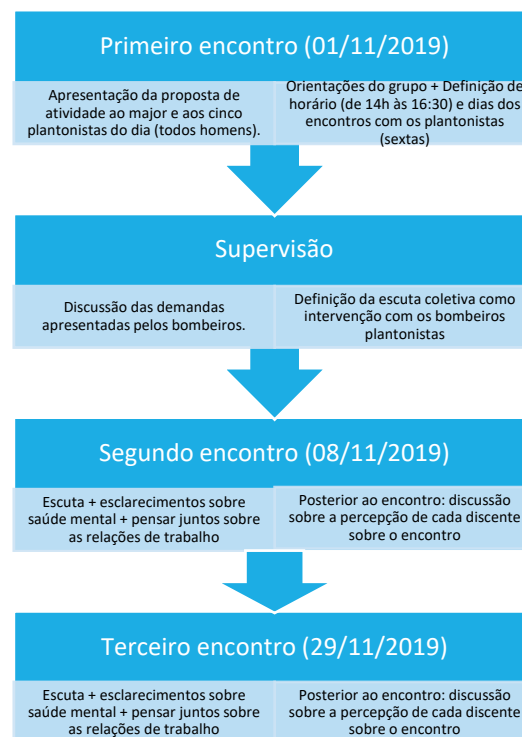 Primeiro encontro (01/11/2019)
Apresentação da proposta de
atividade ao major e aos cinco
plantonistas do dia (todos homens).
Orientações do grupo + Definição de
horário (de 14h às 16:30) e dias dos
encontros com os plantonistas
(sextas)
Supervisão
Discussão das demandas
apresentadas pelos bombeiros.
Definição da escuta coletiva como
intervenção com os bombeiros
plantonistas
Segundo encontro (08/11/2019)
Escuta + esclarecimentos sobre
saúde mental + pensar juntos sobre
as relações de trabalho
Posterior ao encontro: discussão
sobre a percepção de cada discente
sobre o encontro
Terceiro encontro (29/11/2019)
Escuta + esclarecimentos sobre
saúde mental + pensar juntos sobre
as relações de trabalho
Posterior ao encontro: discussão
sobre a percepção de cada discente
sobre o encontro